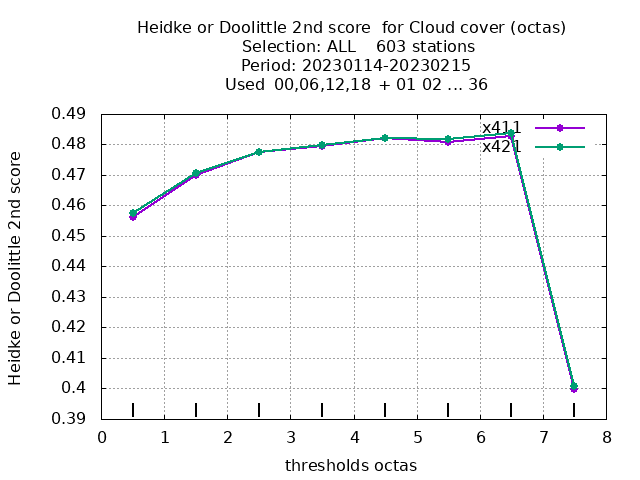 Heidke or Doolittle 2nd score  for Cloud cover (octas)
Selection: ALL    603 stations
Period: 20230114-20230215
Used  00,06,12,18 + 01 02 ... 36
x411
x421
Heidke or Doolittle 2nd score
0.49
0.48
0.47
0.46
0.45
0.44
0.43
0.42
0.41
0.4
0.39
0 1 2 3 4 5 6 7 8
thresholds octas